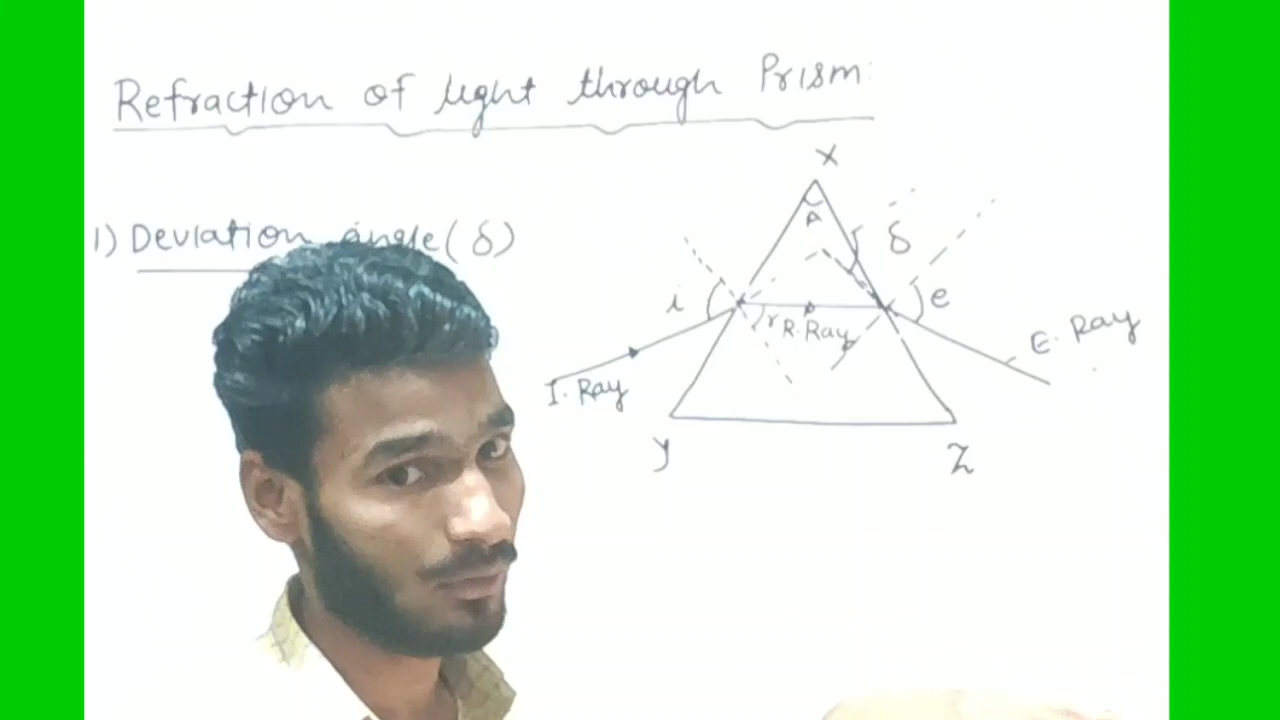 Refraction of light through Prism:
X
A
1) Deviation angle (δ)
δ
i
e
r
R. Ray
E. Ray
I. Ray
Y
Z